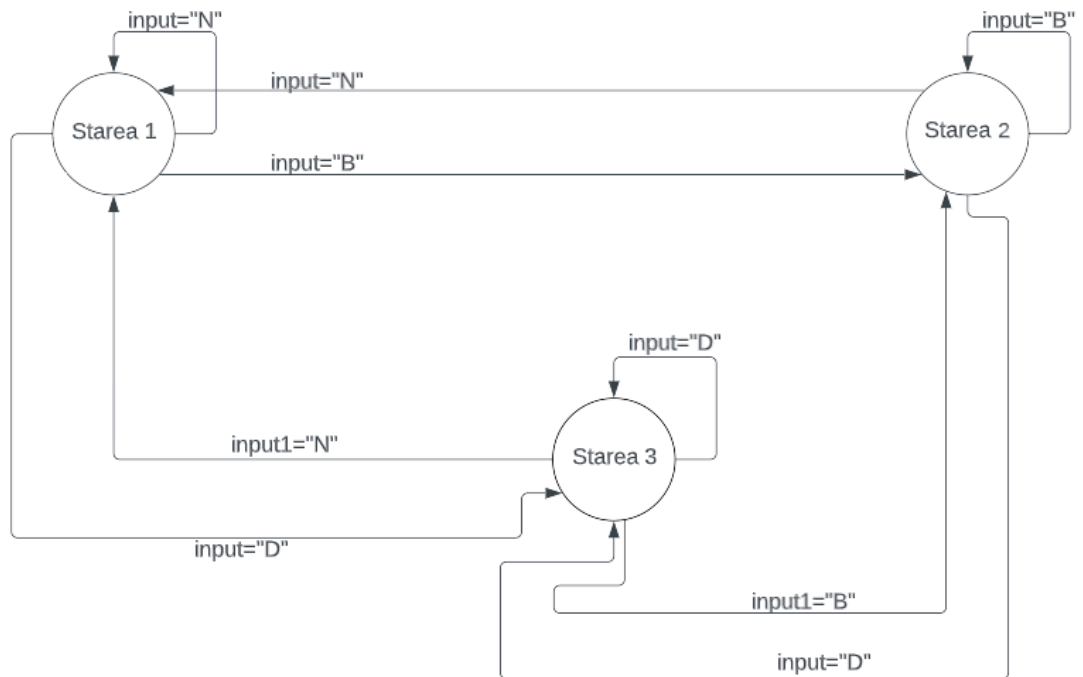 input="N"
input="B"
input="N"
Starea 1
Starea 2
input="B"
input="D"
input1="N"
Starea 3
input="D"
input1="B"
input="D"